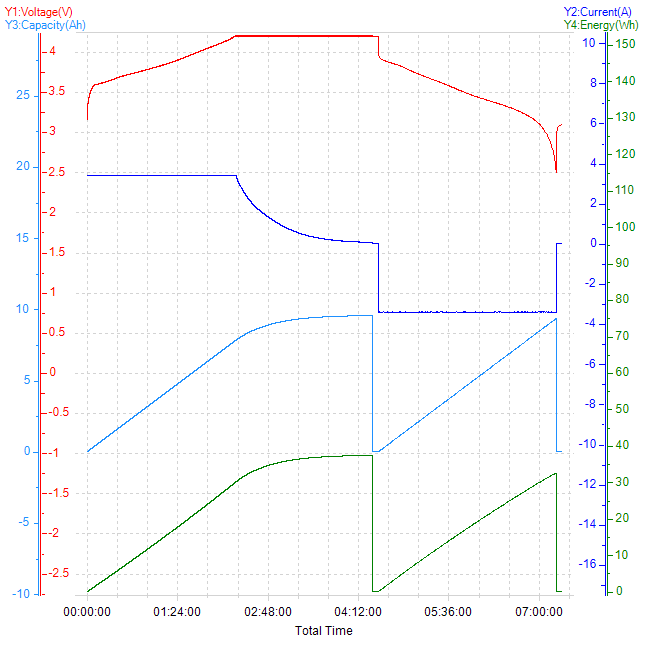 Y1:Voltage(V) Y2:Current(A)
Y3:Capacity(Ah) Y4:Energy(Wh)
4 10 150
25 3.5 8 140
3 6 130
20 2.5 4 120
2 2 110
15 1.5 0 100
1 -2 90
10 0.5 -4 80
0 -6 70
5 -0.5 -8 60
0 -1 -10 50
-1.5 -12 40
-5 -2 -14 30
-2.5 -16 20
-10 10
0
00:00:00 01:24:00 02:48:00 04:12:00 05:36:00 07:00:00
Total Time